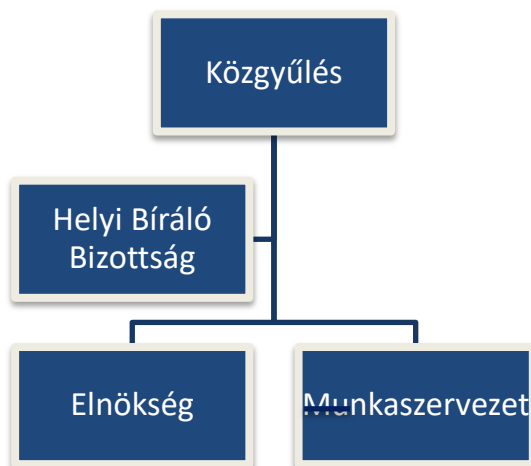 Közgyűlés
Helyi Bíráló
Bizottság
Elnökség
Munkaszervezet